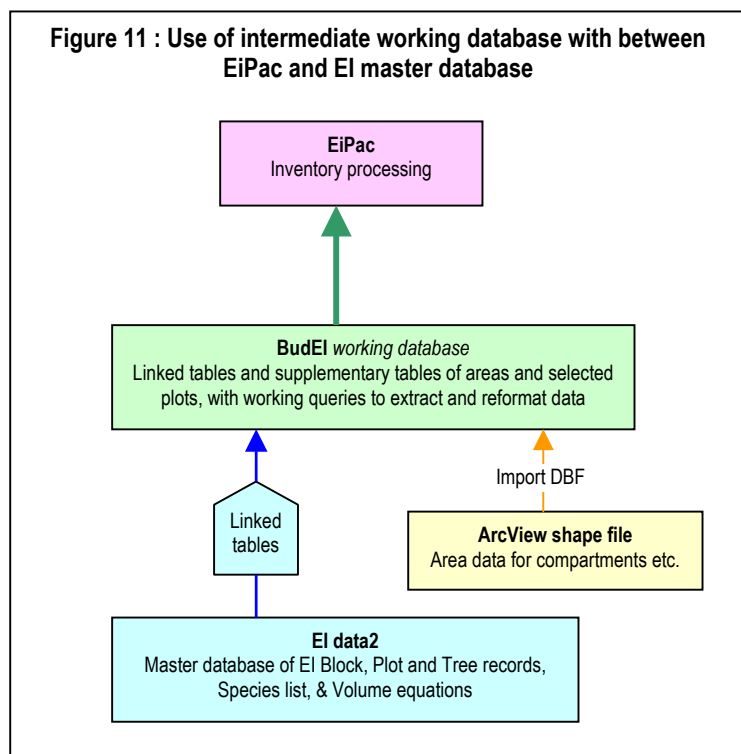 Figure 11 : Use of intermediate working database with between
EiPac and EI master database
EiPac
Inventory processing
BudEI working database
Linked tables and supplementary tables of areas and selected
plots, with working queries to extract and reformat data
Import DBF
Linked
tables
ArcView shape file
Area data for compartments etc.
EI data2
Master database of EI Block, Plot and Tree records,
Species list, & Volume equations